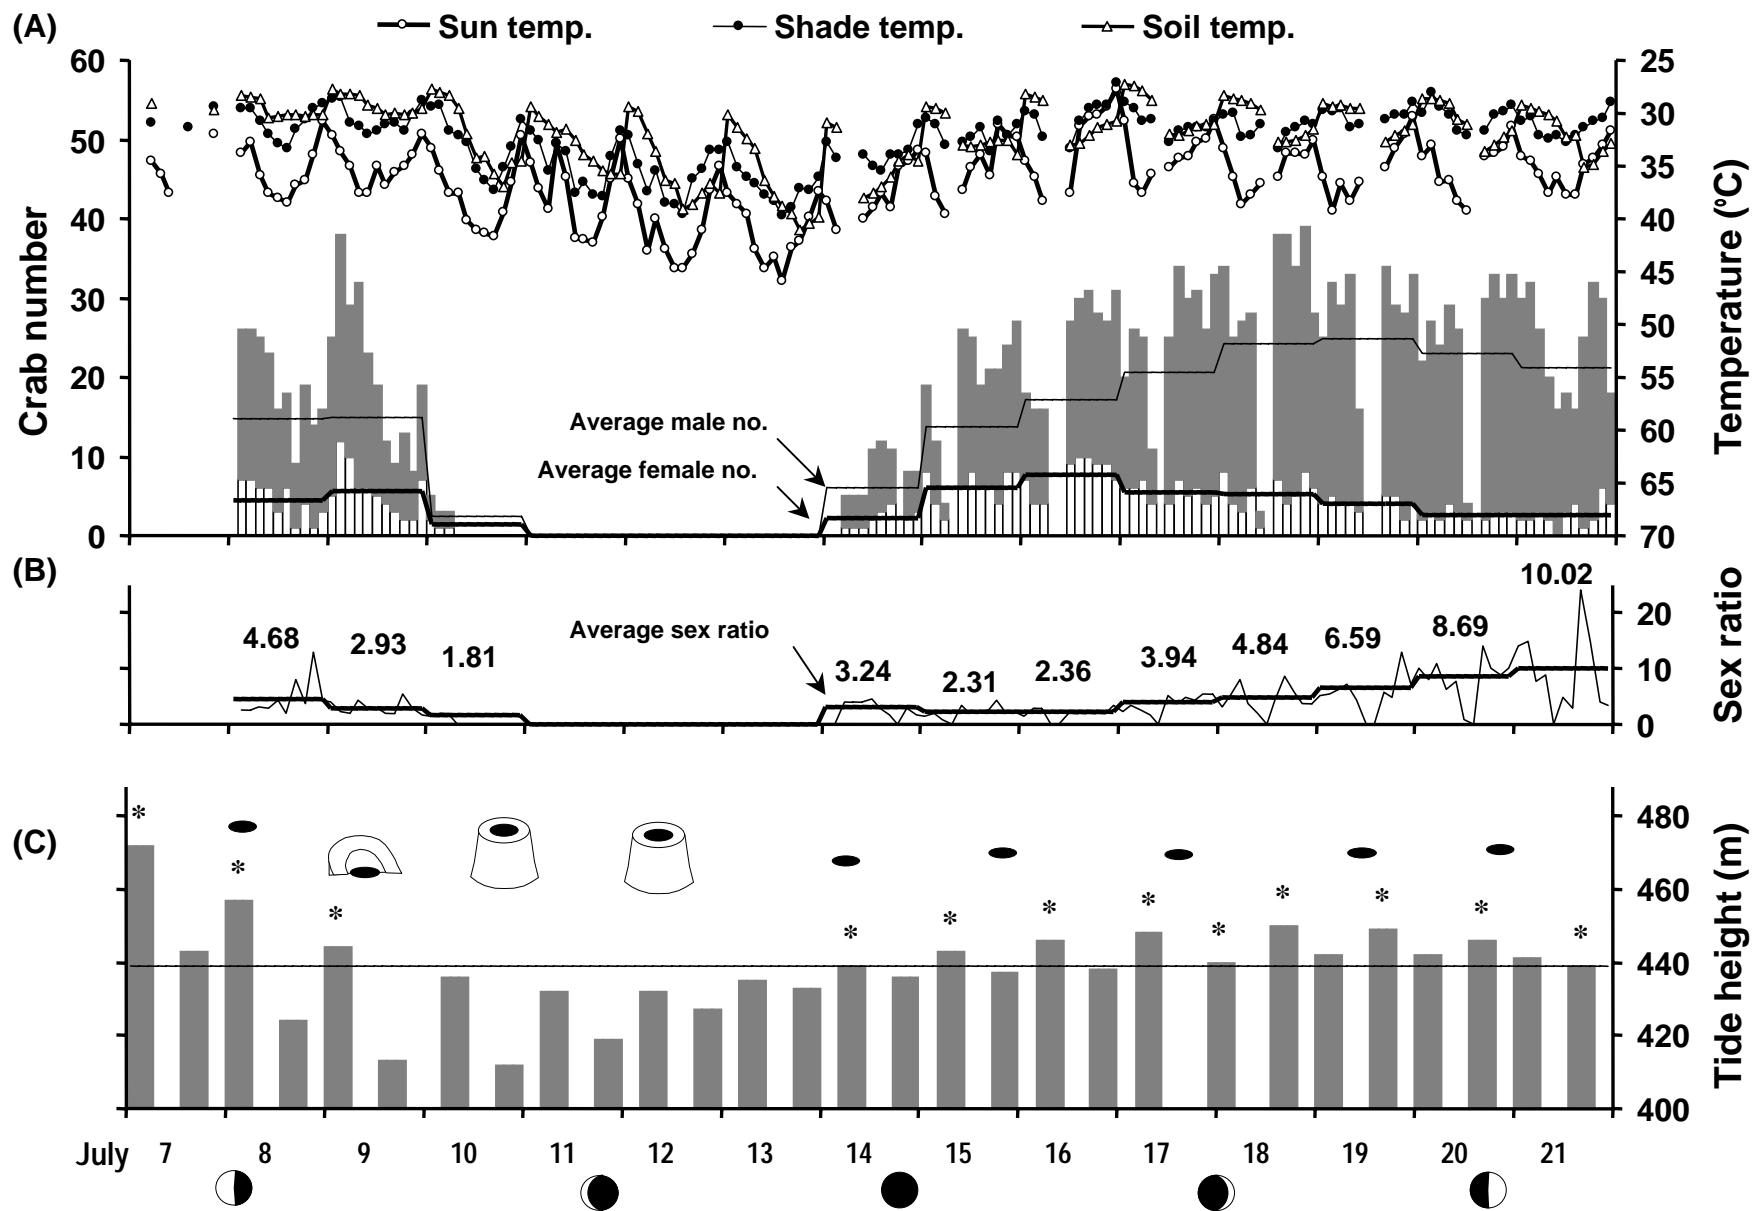 (A)
Sun temp. Shade temp. Soil temp.
60 25
50 30
40 35
30 40
20 45
10 50
0 55
60
65
70
Crab number
Temperature (°C)
Average male no.
Average female no.
(B)
10.02
4.68 2.93 1.81 Average sex ratio 3.24 2.31 2.36 3.94 4.84 6.59 8.69
20
10
0
Sex ratio
(C)
* * * * * * * * * * * *
480
460
440
420
400
Tide height (m)
July 7 8 9 10 11 12 13 14 15 16 17 18 19 20 21